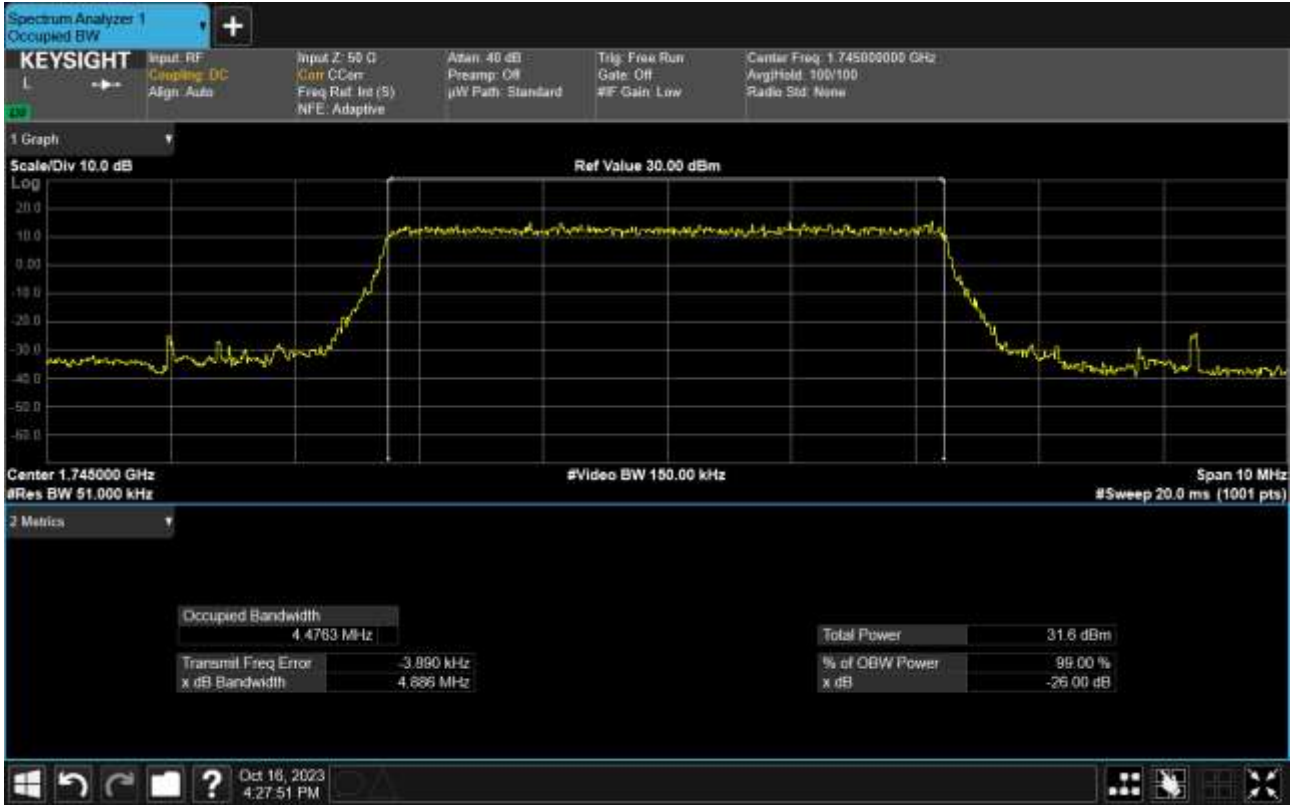 Spectrum Analyzer 1
Occupied BW
+
KEYSIGHT
L
Input: RF
Coupling: DC
Align: Auto
Input Z: 50 Ω
Corr CCorr
Freq Ref: Int (S)
NFE: Adaptive
Atten: 40 dB
Preamp: Off
µW Path: Standard
Trig: Free Run
Gate: Off
#IF Gain: Low
Center Freq: 1.745000000 GHz
Avg|Hold: 100/100
Radio Std: None
1 Graph
Scale/Div 10.0 dB
Ref Value 30.00 dBm
Log
20.0
10.0
0.00
-10.0
-20.0
-30.0
-40.0
-50.0
-60.0
Center 1.745000 GHz
#Video BW 150.00 kHz
Span 10 MHz
#Res BW 51.000 kHz
#Sweep 20.0 ms (1001 pts)
2 Metrics
Occupied Bandwidth
4.4763 MHz
Total Power 31.6 dBm
Transmit Freq Error -3.890 kHz
% of OBW Power 99.00 %
x dB Bandwidth 4.886 MHz
x dB -26.00 dB
?
Oct 16, 2023
4:27:51 PM